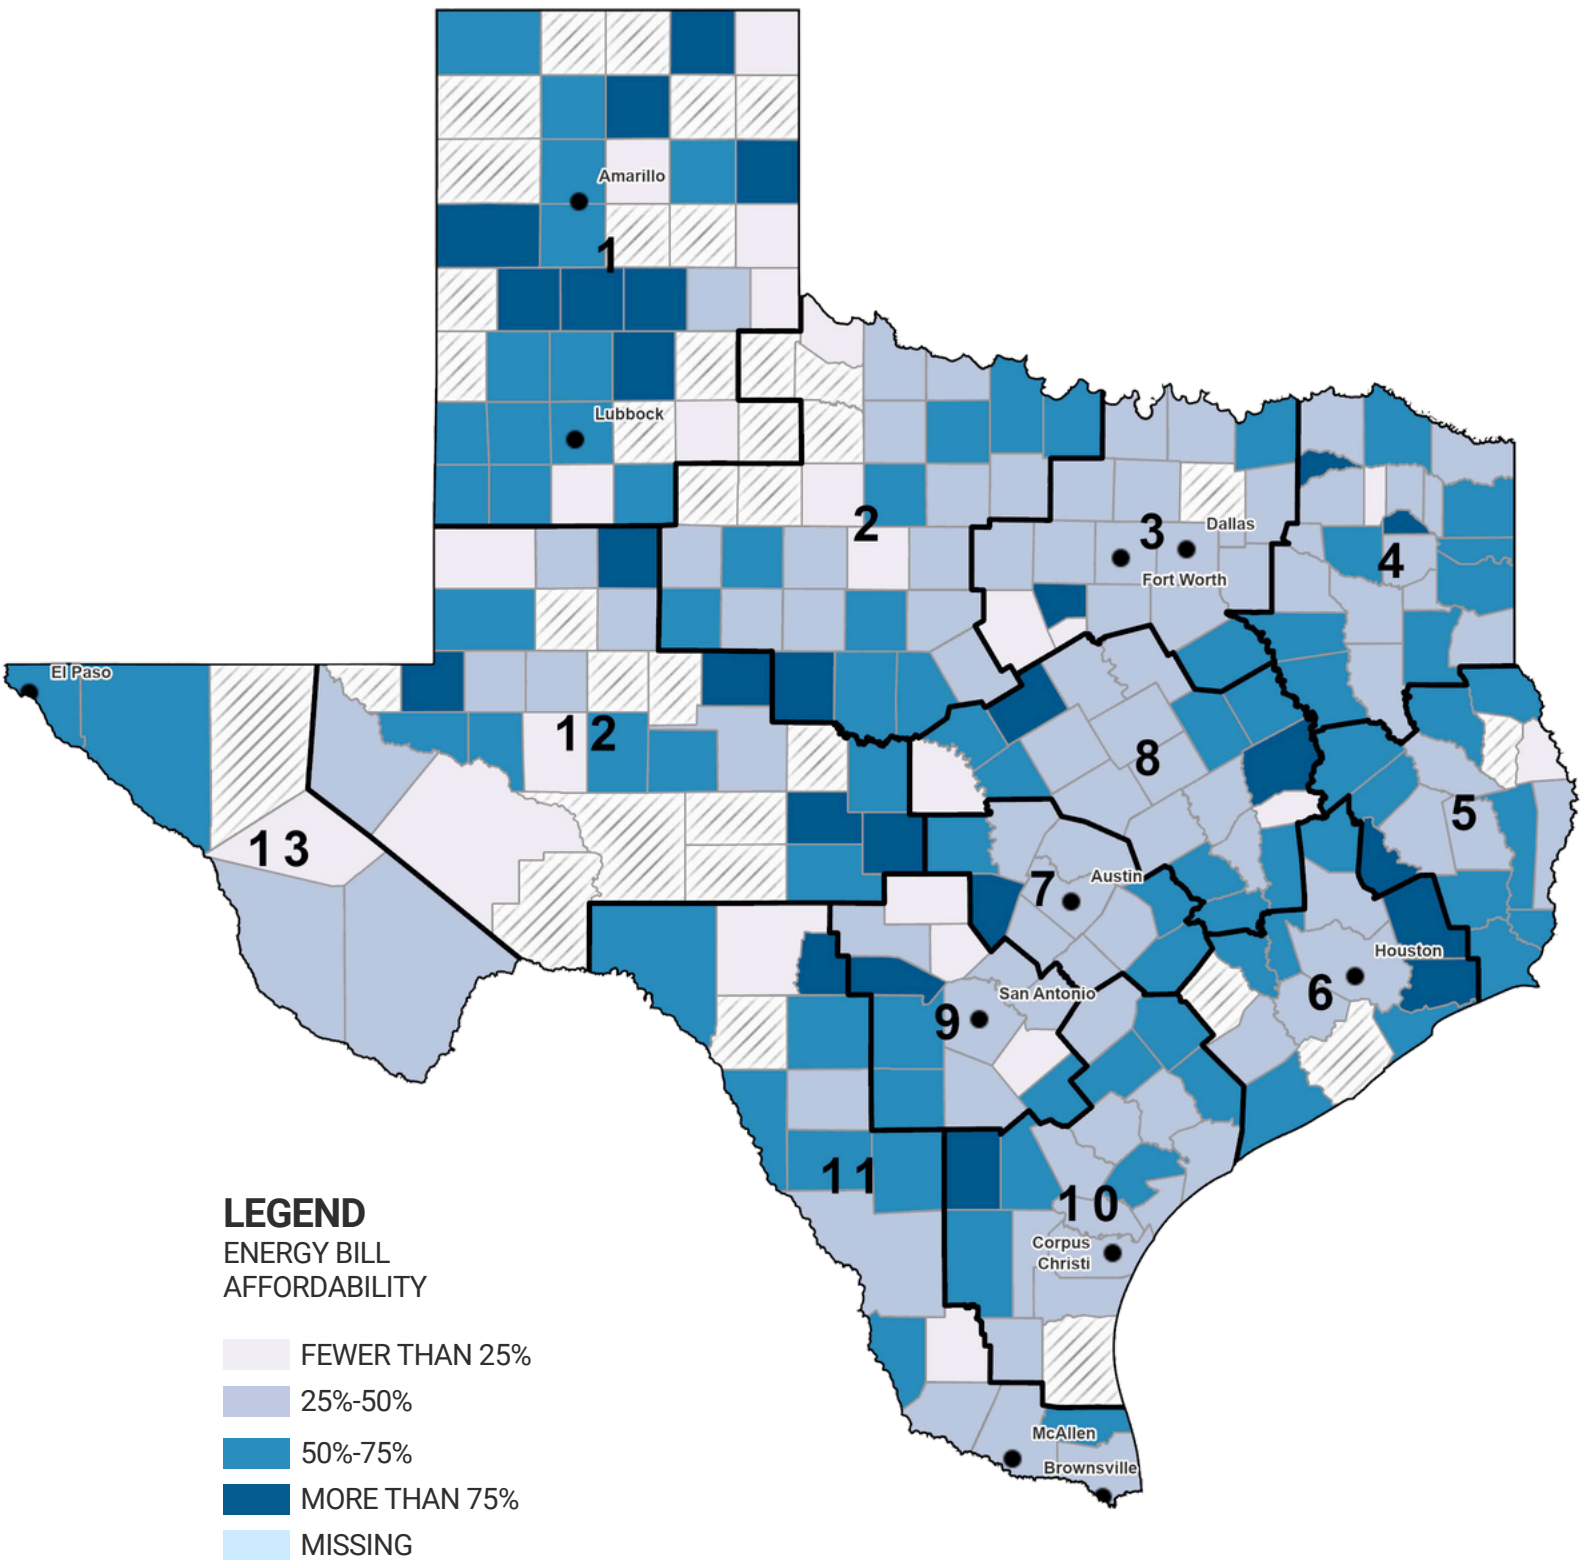 Amarillo
1
Lubbock
2
3
Dallas
Fort Worth
4
El Paso
12
8
5
13
7
Austin
Houston
6
San Antonio
9
11
10
Corpus
Christi
McAllen
Brownsville
LEGEND
ENERGY BILL
AFFORDABILITY
FEWER THAN 25%
25%-50%
50%-75%
MORE THAN 75%
MISSING